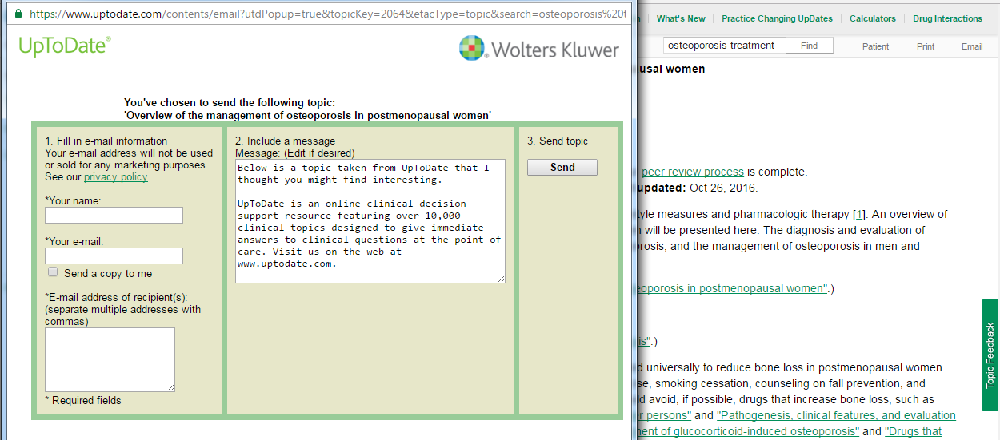 https://www.uptodate.com/contents/email?utdPopup=true&topicKey=2064&etacType=topic&search=osteoporosis%20t
UpToDate®
Wolters Kluwer
You've chosen to send the following topic:
'Overview of the management of osteoporosis in postmenopausal women'
1. Fill in e-mail information
Your e-mail address will not be used
or sold for any marketing purposes.
See our privacy policy.
*Your name:
*Your e-mail:
Send a copy to me
*E-mail address of recipient(s):
(separate multiple addresses with
commas)
* Required fields
2. Include a message
Message: (Edit if desired)
Below is a topic taken from UpToDate that I
thought you might find interesting.
UpToDate is an online clinical decision
support resource featuring over 10,000
clinical topics designed to give immediate
answers to clinical questions at the point of
care. Visit us on the web at
www.uptodate.com.
3. Send topic
Send
What's New
Practice Changing UpDates
Calculators
Drug Interactions
osteoporosis treatment
Find
Patient
Print
Email
women
peer review process is complete.
updated: Oct 26, 2016.
measures and pharmacologic therapy [1]. An overview of
will be presented here. The diagnosis and evaluation of
and the management of osteoporosis in men and
in postmenopausal women".)
universally to reduce bone loss in postmenopausal women.
smoking cessation, counseling on fall prevention, and
avoid, if possible, drugs that increase bone loss, such as
persons" and "Pathogenesis, clinical features, and evaluation
of glucocorticoid-induced osteoporosis" and "Drugs that
Topic Feedback